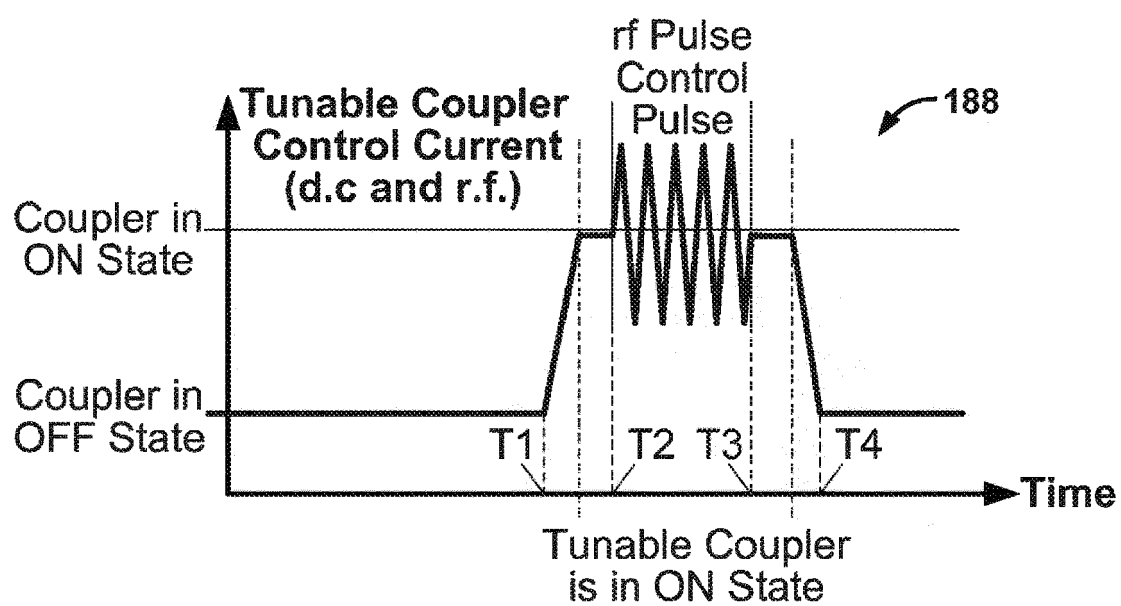 rf Pulse
Control
Pulse
Tunable Coupler
Control Current
(d.c and r.f.)
188
Coupler in
ON State
Coupler in
OFF State
T1
T2
T3
T4
Time
Tunable Coupler
is in ON State